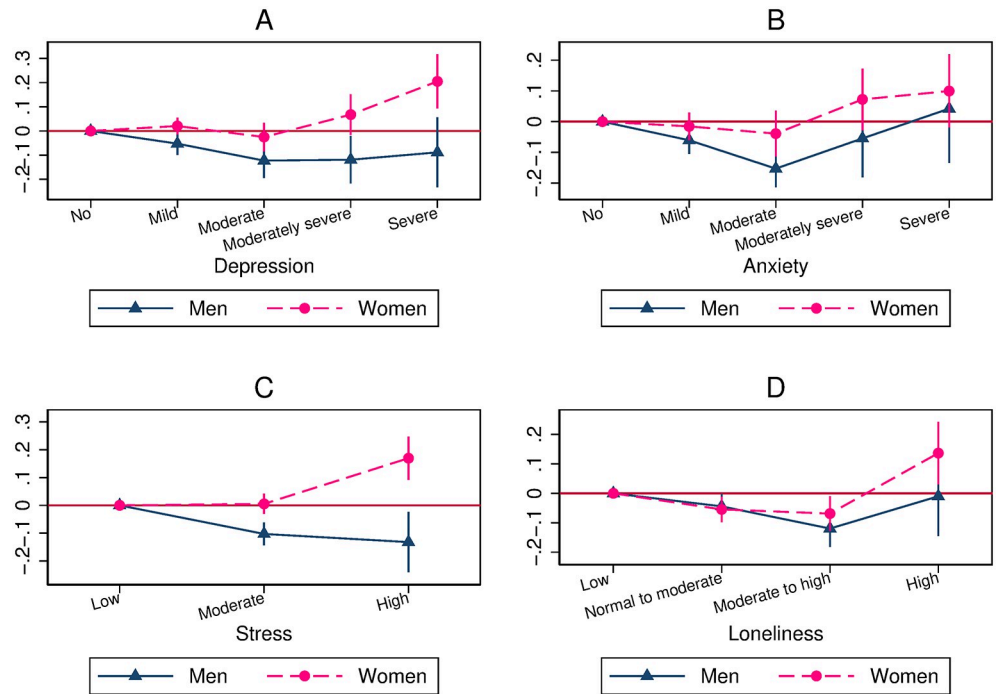 A
.3
.2
.1
0
-.1
-.2
No
Mild
Moderate
Moderately severe
Severe
Depression
Men
Women
B
.2
.1
0
-.1
-.2
No
Mild
Moderate
Moderately severe
Severe
Anxiety
Men
Women
C
.3
.2
.1
0
-.1
-.2
Low
Moderate
High
Stress
Men
Women
D
.2
.1
0
-.1
-.2
Low
Normal to moderate
Moderate to high
High
Loneliness
Men
Women